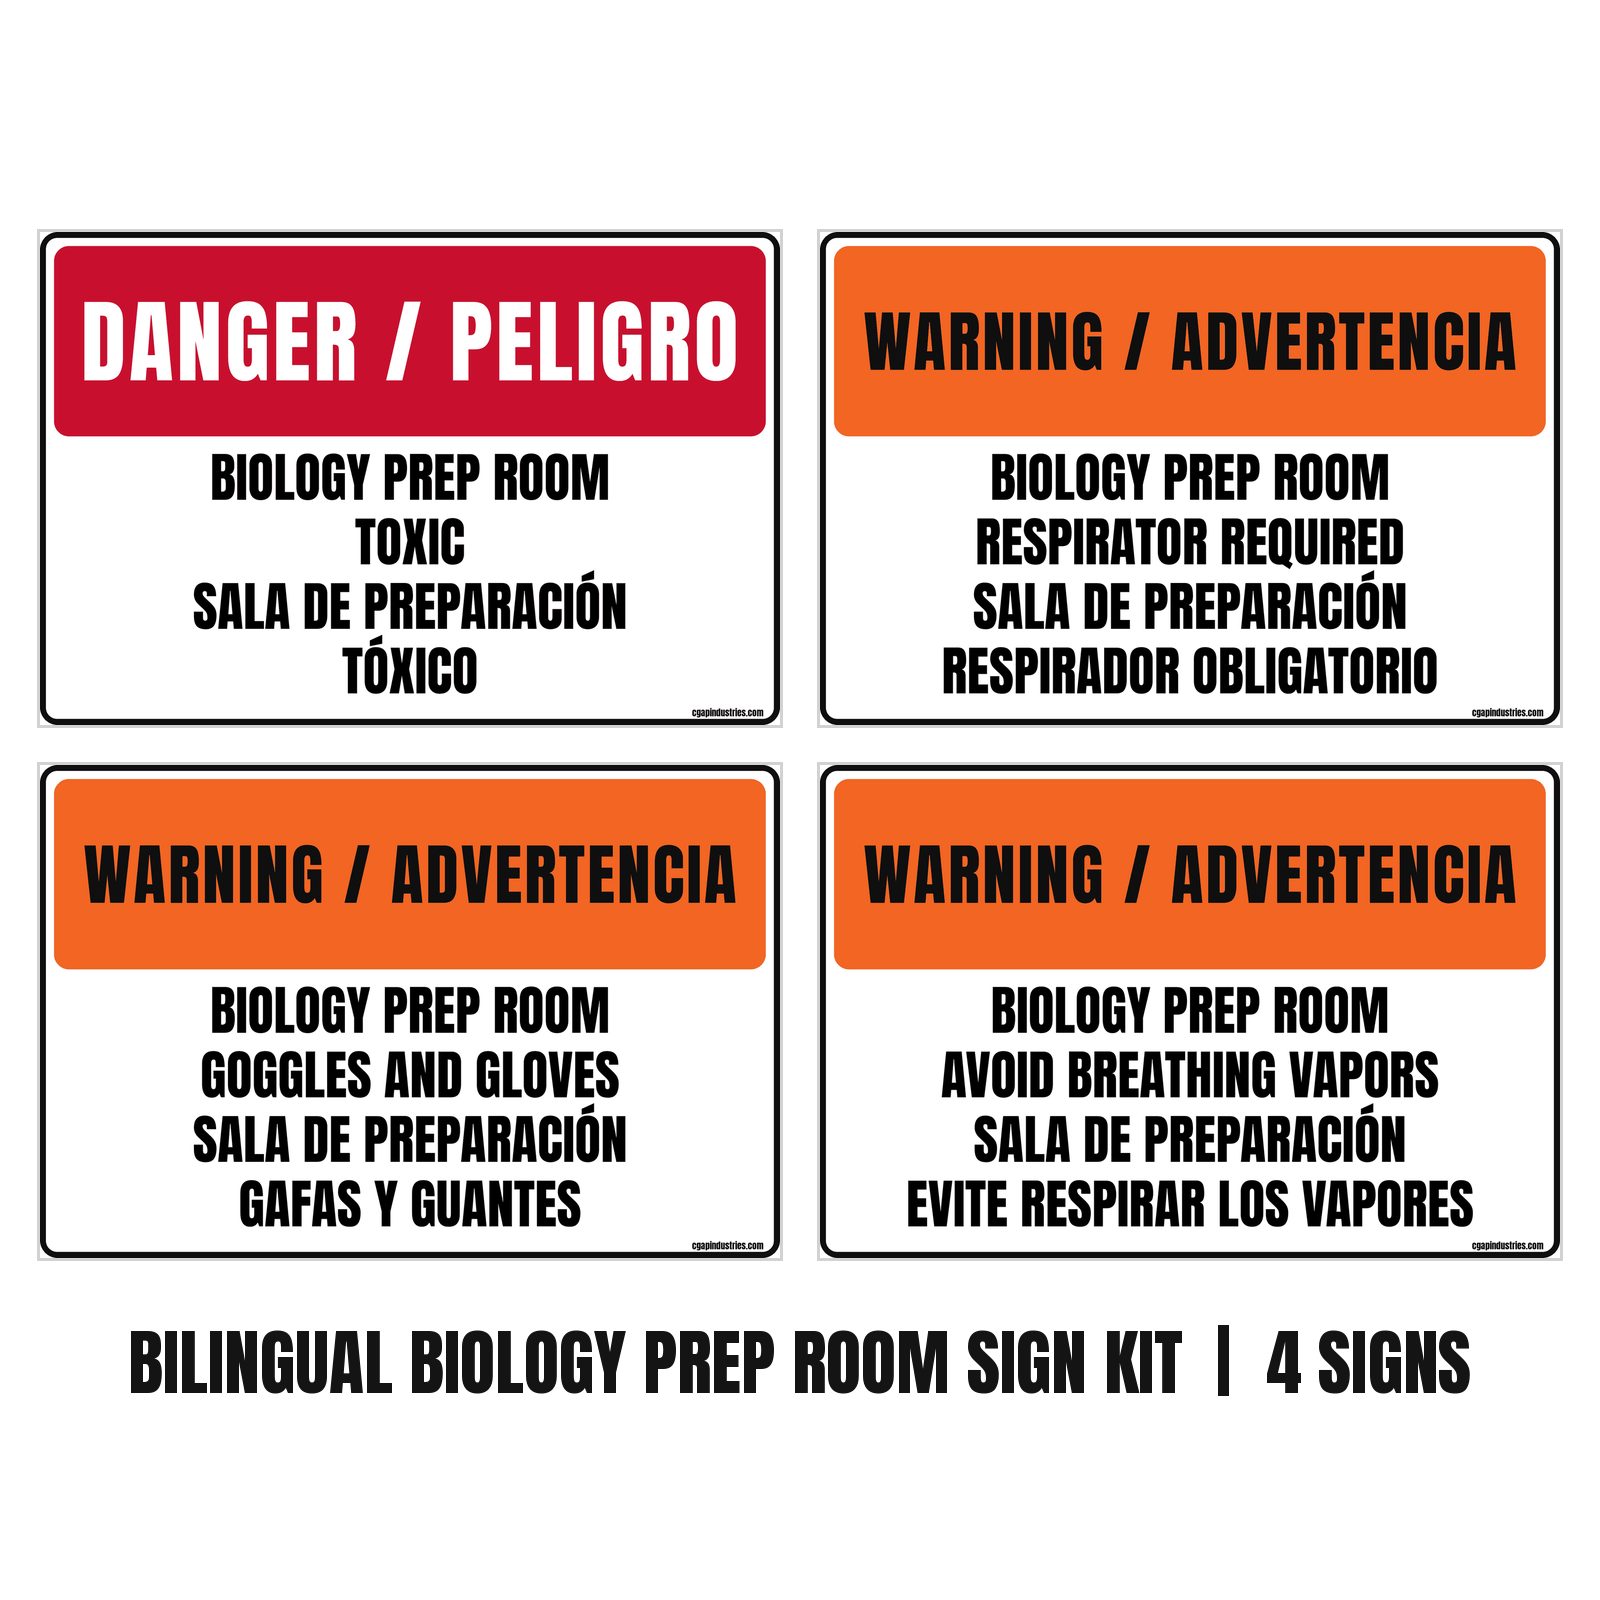 DANGER / PELIGRO
BIOLOGY PREP ROOM
TOXIC
SALA DE PREPARACIÓN
TÓXICO
cgapindustries.com
WARNING / ADVERTENCIA
BIOLOGY PREP ROOM
RESPIRATOR REQUIRED
SALA DE PREPARACIÓN
RESPIRADOR OBLIGATORIO
cgapindustries.com
WARNING / ADVERTENCIA
BIOLOGY PREP ROOM
GOGGLES AND GLOVES
SALA DE PREPARACIÓN
GAFAS Y GUANTES
cgapindustries.com
WARNING / ADVERTENCIA
BIOLOGY PREP ROOM
AVOID BREATHING VAPORS
SALA DE PREPARACIÓN
EVITE RESPIRAR LOS VAPORES
cgapindustries.com
BILINGUAL BIOLOGY PREP ROOM SIGN KIT | 4 SIGNS